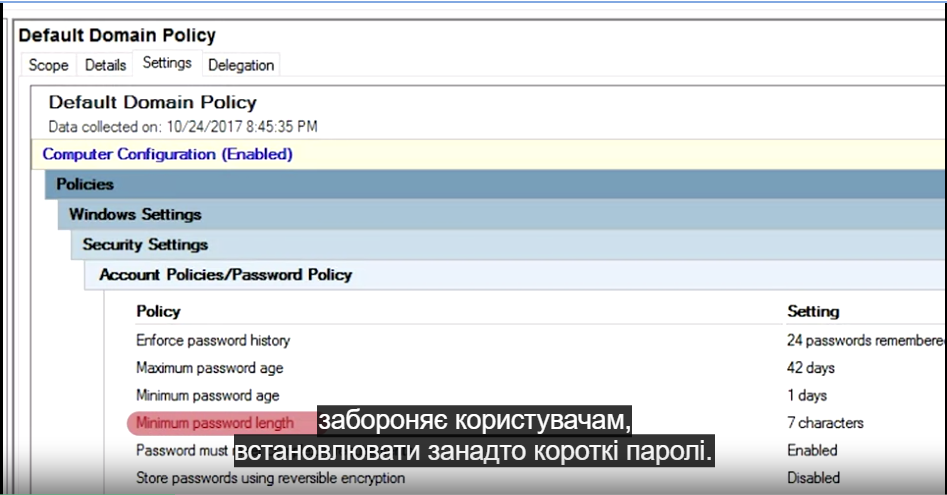 Default Domain Policy
Scope Details Settings Delegation
Default Domain Policy
Data collected on: 10/24/2017 8:45:35 PM
Computer Configuration (Enabled)
Policies
Windows Settings
Security Settings
Account Policies/Password Policy
Policy Setting
Enforce password history 24 passwords remembered
Maximum password age 42 days
Minimum password age 1 days
Minimum password length 7 characters
забороняє користувачам,
Password must Enabled
встановлювати занадто короткі паролі.
Store passwords using reversible encryption Disabled